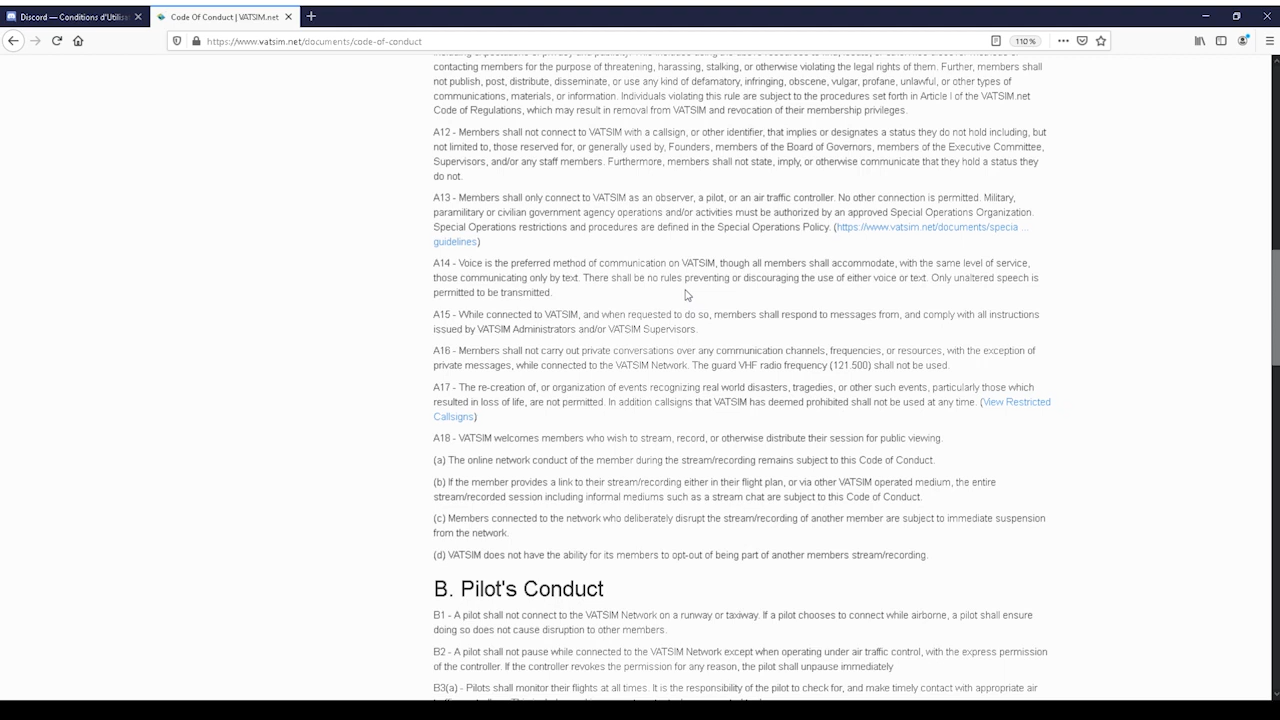 Discord — Conditions d'Utilisa
Code Of Conduct | VATSIM.net
https://www.vatsim.net/documents/code-of-conduct
110%
contacting members for the purpose of threatening, harassing, stalking, or otherwise violating the legal rights of them. Further, members shall
not publish, post, distribute, disseminate, or use any kind of defamatory, infringing, obscene, vulgar, profane, unlawful, or other types of
communications, materials, or information. Individuals violating this rule are subject to the procedures set forth in Article I of the VATSIM.net
Code of Regulations, which may result in removal from VATSIM and revocation of their membership privileges.
A12 - Members shall not connect to VATSIM with a callsign, or other identifier, that implies or designates a status they do not hold including, but
not limited to, those reserved for, or generally used by, Founders, members of the Board of Governors, members of the Executive Committee,
Supervisors, and/or any staff members. Furthermore, members shall not state, imply, or otherwise communicate that they hold a status they
do not.
A13 - Members shall only connect to VATSIM as an observer, a pilot, or an air traffic controller. No other connection is permitted. Military,
paramilitary or civilian government agency operations and/or activities must be authorized by an approved Special Operations Organization.
Special Operations restrictions and procedures are defined in the Special Operations Policy. (https://www.vatsim.net/documents/specia ...
guidelines)
A14 - Voice is the preferred method of communication on VATSIM, though all members shall accommodate, with the same level of service,
those communicating only by text. There shall be no rules preventing or discouraging the use of either voice or text. Only unaltered speech is
permitted to be transmitted.
A15 - While connected to VATSIM, and when requested to do so, members shall respond to messages from, and comply with all instructions
issued by VATSIM Administrators and/or VATSIM Supervisors.
A16 - Members shall not carry out private conversations over any communication channels, frequencies, or resources, with the exception of
private messages, while connected to the VATSIM Network. The guard VHF radio frequency (121.500) shall not be used.
A17 - The re-creation of, or organization of events recognizing real world disasters, tragedies, or other such events, particularly those which
resulted in loss of life, are not permitted. In addition callsigns that VATSIM has deemed prohibited shall not be used at any time. (View Restricted
Callsigns)
A18 - VATSIM welcomes members who wish to stream, record, or otherwise distribute their session for public viewing.
(a) The online network conduct of the member during the stream/recording remains subject to this Code of Conduct.
(b) If the member provides a link to their stream/recording either in their flight plan, or via other VATSIM operated medium, the entire
stream/recorded session including informal mediums such as a stream chat are subject to this Code of Conduct.
(c) Members connected to the network who deliberately disrupt the stream/recording of another member are subject to immediate suspension
from the network.
(d) VATSIM does not have the ability for its members to opt-out of being part of another members stream/recording.
B. Pilot's Conduct
B1 - A pilot shall not connect to the VATSIM Network on a runway or taxiway. If a pilot chooses to connect while airborne, a pilot shall ensure
doing so does not cause disruption to other members.
B2 - A pilot shall not pause while connected to the VATSIM Network except when operating under air traffic control, with the express permission
of the controller. If the controller revokes the permission for any reason, the pilot shall unpause immediately
B3(a) - Pilots shall monitor their flights at all times. It is the responsibility of the pilot to check for, and make timely contact with appropriate air